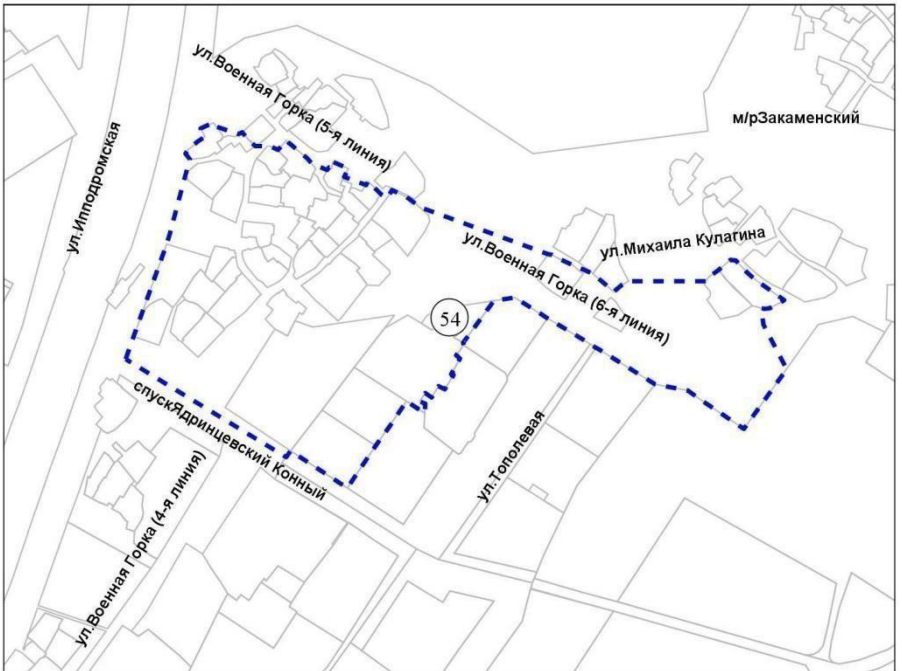 ул.Военная Горка (5-я линия)
м/рЗакаменский
ул.Ипподромская
ул.Михаила Кулагина
ул.Военная Горка (6-я линия)
54
спускЯдринцевский Конный
ул.Тополевая
ул.Военная Горка (4-я линия)